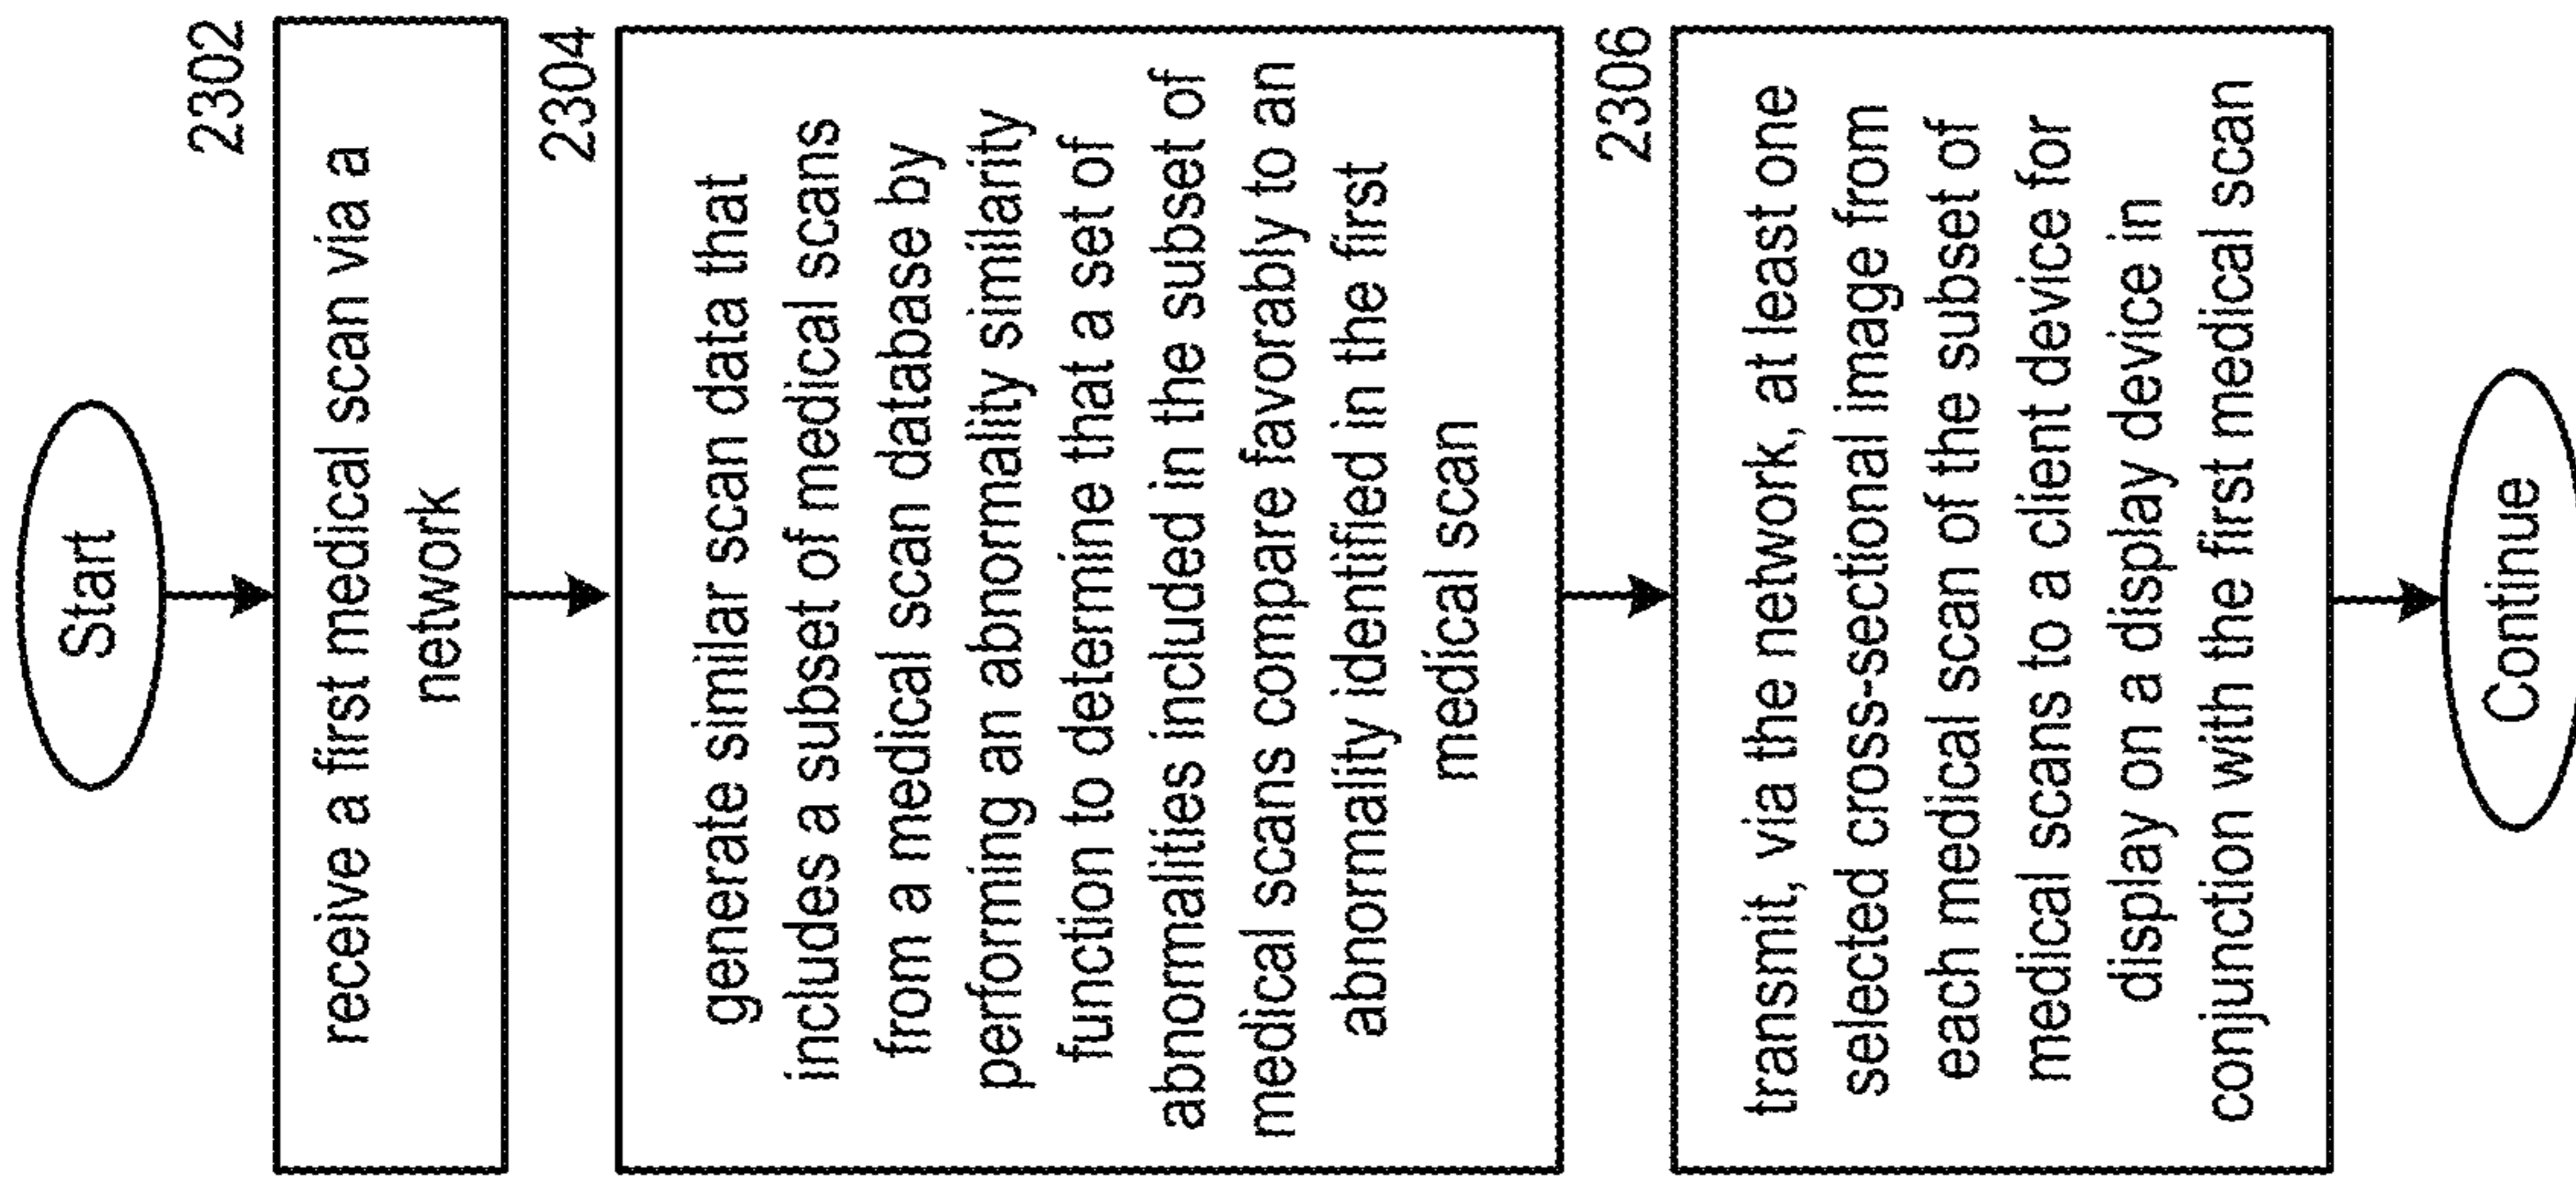 Start
2302
receive a first medical scan via a
network
2304
generate similar scan data that
includes a subset of medical scans
from a medical scan database by
performing an abnormality similarity
function to determine that a set of
abnormalities included in the subset of
medical scans compare favorably to an
abnormality identified in the first
medical scan
2306
transmit, via the network, at least one
selected cross-sectional image from
each medical scan of the subset of
medical scans to a client device for
display on a display device in
conjunction with the first medical scan
Continue